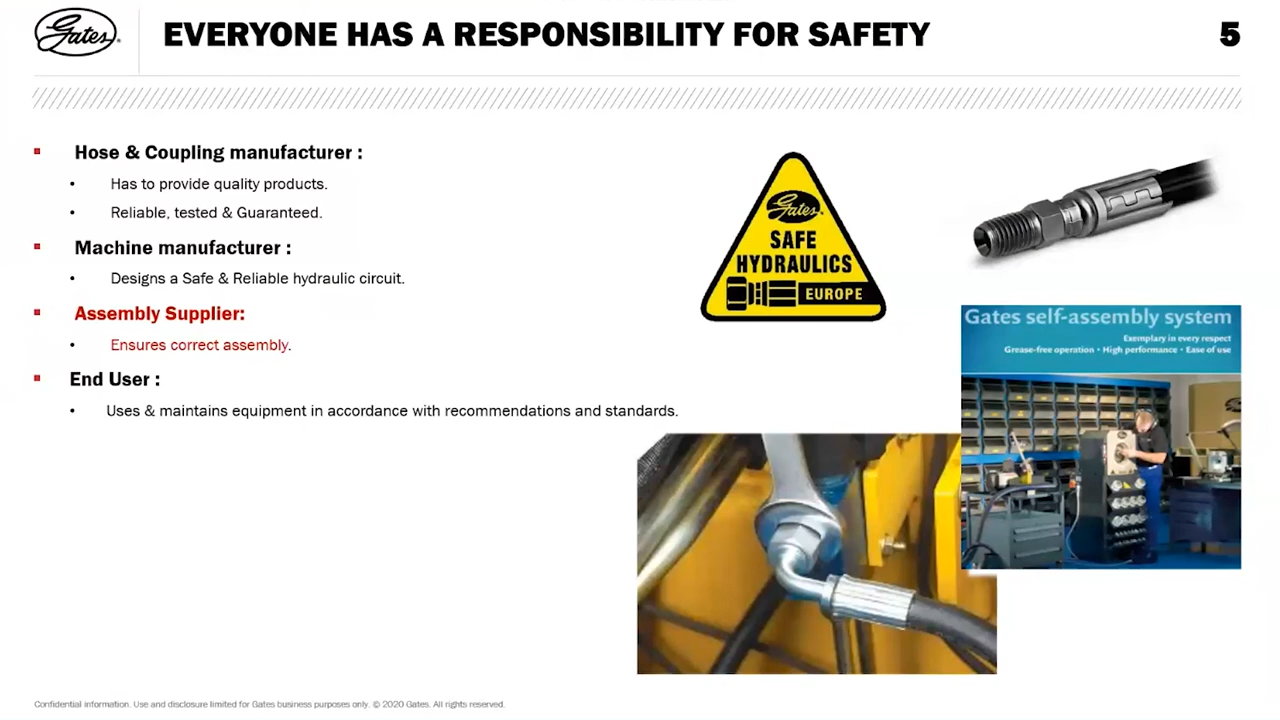 Gates
EVERYONE HAS A RESPONSIBILITY FOR SAFETY
5
Hose & Coupling manufacturer :
Has to provide quality products.
Reliable, tested & Guaranteed.
Machine manufacturer :
Designs a Safe & Reliable hydraulic circuit.
Assembly Supplier:
Ensures correct assembly.
End User :
Uses & maintains equipment in accordance with recommendations and standards.
Gates
SAFE
HYDRAULICS
EUROPE
Gates self-assembly system
Exemplary in every respect
Grease-free operation • High performance • Ease of use
Confidential information. Use and disclosure limited for Gates business purposes only. © 2020 Gates. All rights reserved.